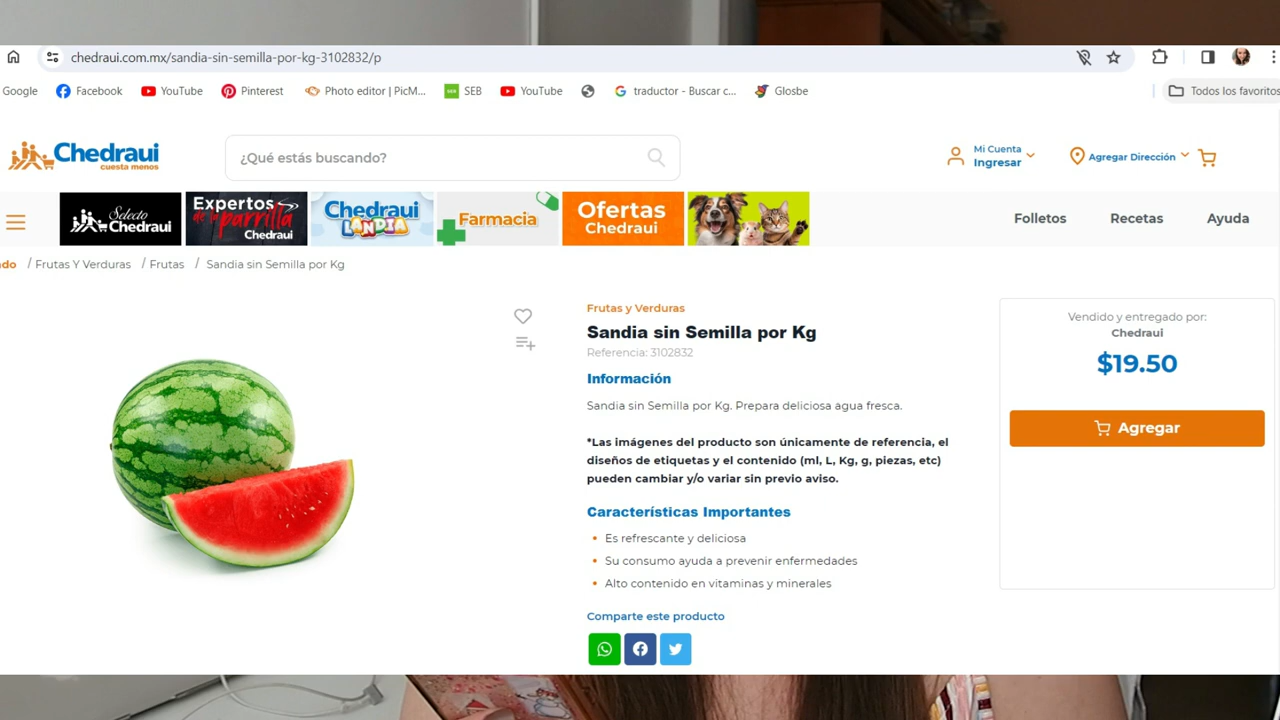 chedraui.com.mx/sandia-sin-semilla-por-kg-3102832/p
Google Facebook YouTube Pinterest Photo editor | PicM... SEB YouTube traductor - Buscar c... Glosbe Todos los favoritos
Chedraui
cuesta menos
¿Qué estás buscando?
Mi Cuenta
Ingresar
Agregar Dirección
Selecto
Chedraui
Expertos
de la parrilla
Chedraui
Chedraui
LANDIA
Farmacia
Ofertas
Chedraui
Folletos Recetas Ayuda
do / Frutas Y Verduras / Frutas / Sandia sin Semilla por Kg
Frutas y Verduras
Sandia sin Semilla por Kg
Referencia: 3102832
Información
Sandia sin Semilla por Kg. Prepara deliciosa agua fresca.
*Las imágenes del producto son únicamente de referencia, el
diseños de etiquetas y el contenido (ml, L, Kg, g, piezas, etc)
pueden cambiar y/o variar sin previo aviso.
Características Importantes
• Es refrescante y deliciosa
• Su consumo ayuda a prevenir enfermedades
• Alto contenido en vitaminas y minerales
Comparte este producto
Vendido y entregado por:
Chedraui
$19.50
Agregar